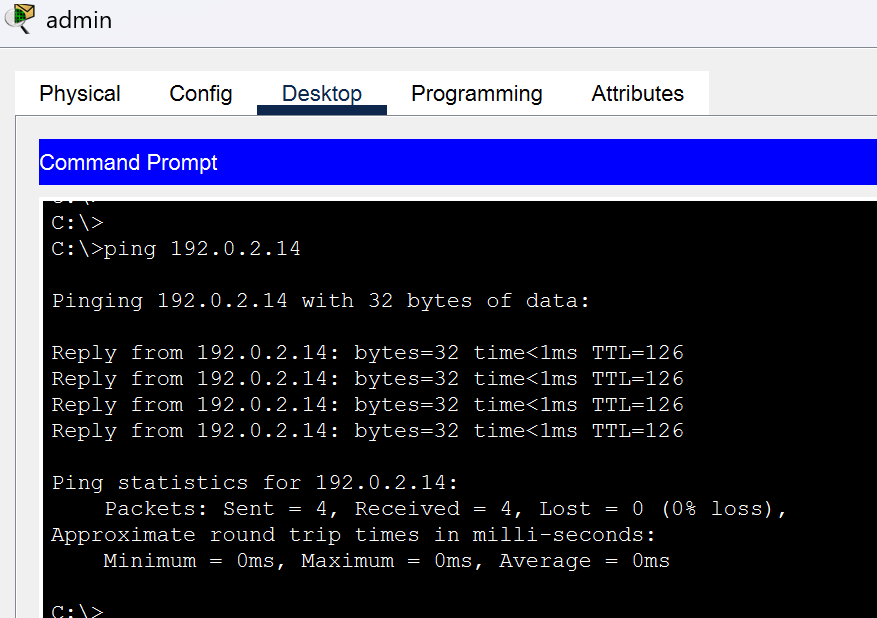 admin
Physical Config Desktop Programming Attributes
Command Prompt
C:\>
C:\>ping 192.0.2.14
Pinging 192.0.2.14 with 32 bytes of data:
Reply from 192.0.2.14: bytes=32 time<1ms TTL=126
Reply from 192.0.2.14: bytes=32 time<1ms TTL=126
Reply from 192.0.2.14: bytes=32 time<1ms TTL=126
Reply from 192.0.2.14: bytes=32 time<1ms TTL=126
Ping statistics for 192.0.2.14:
Packets: Sent = 4, Received = 4, Lost = 0 (0% loss),
Approximate round trip times in milli-seconds:
Minimum = 0ms, Maximum = 0ms, Average = 0ms
C:\>